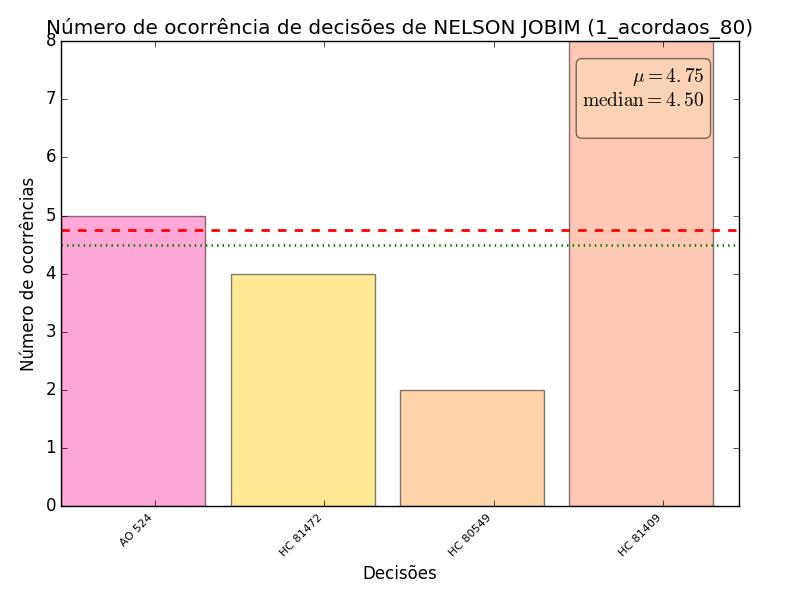 Número de ocorrência de decisões de NELSON JOBIM (1_acordaos_80)
8
7
6
5
4
3
2
1
0
Número de ocorrências
μ = 4.75
median = 4.50
AO 524
HC 81472
HC 80549
HC 81409
Decisões